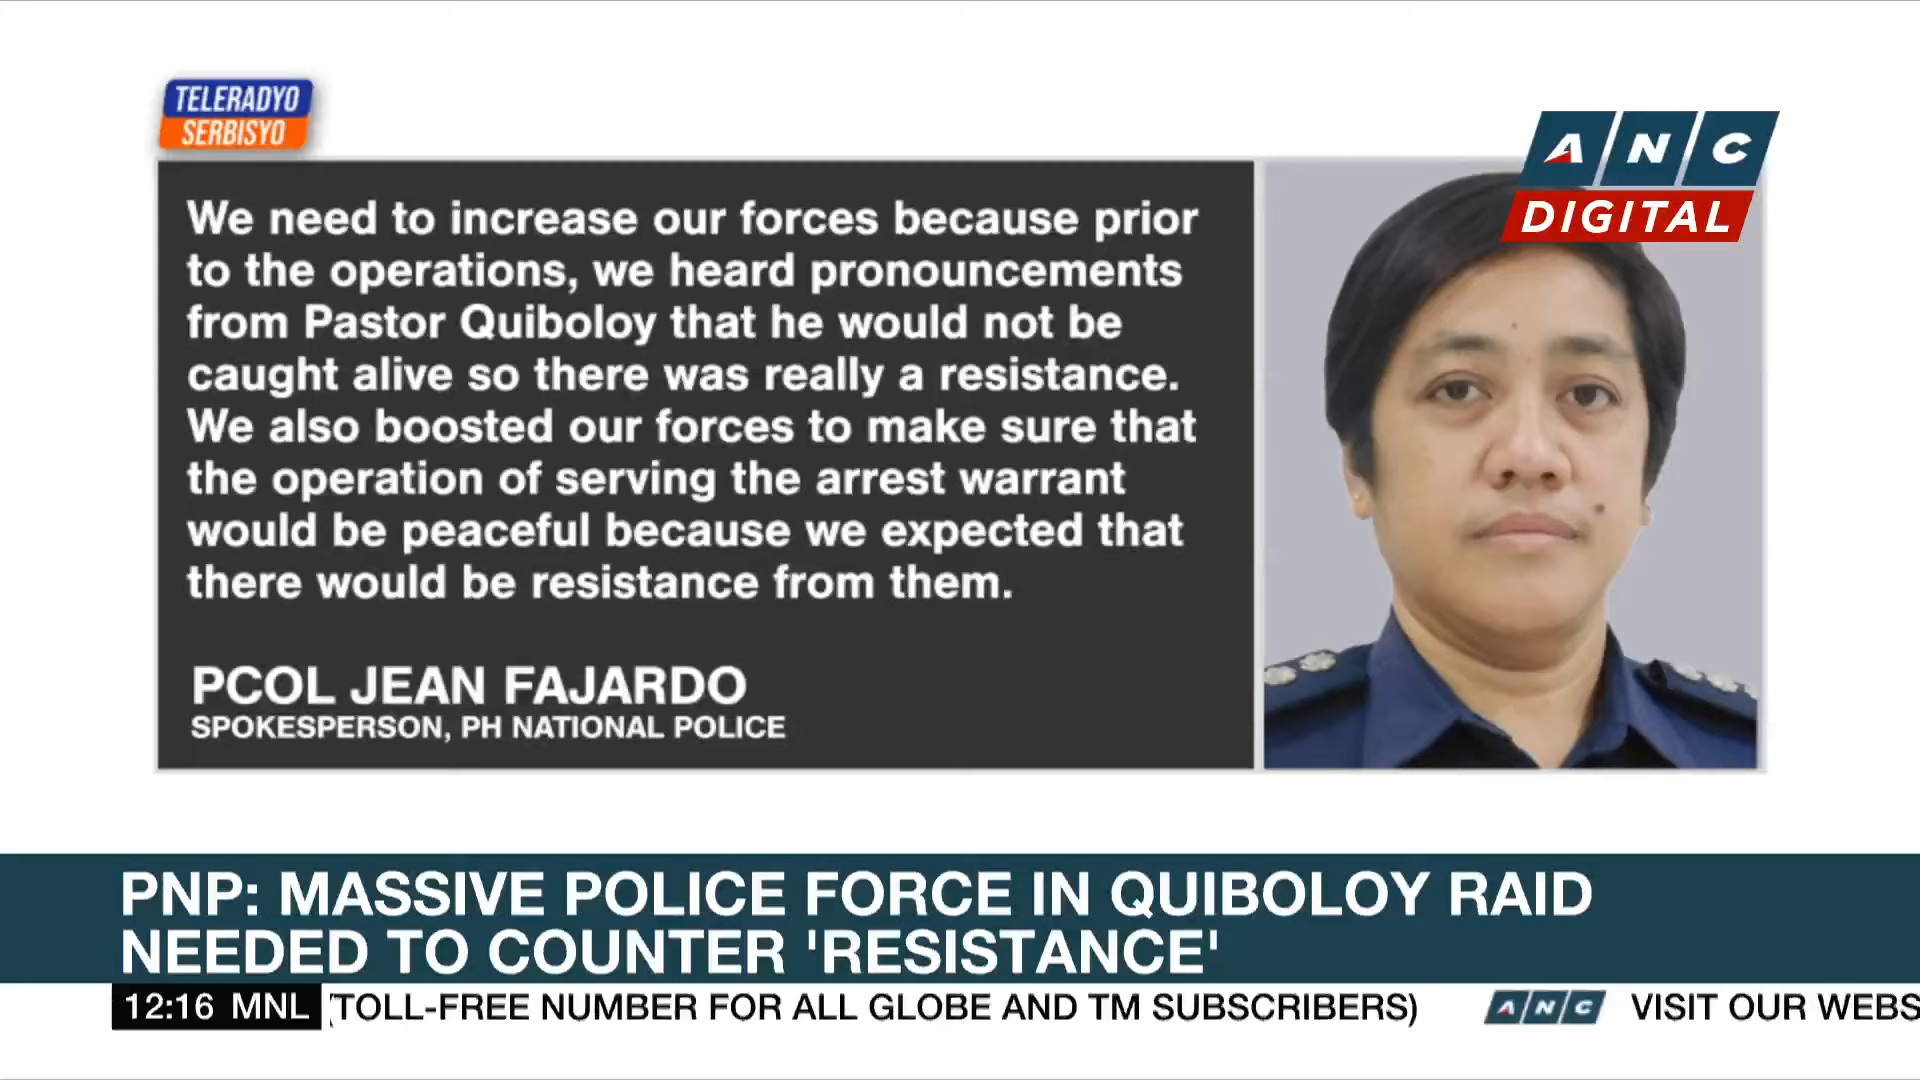 TELERADYO
SERBISYO
ANC
DIGITAL
We need to increase our forces because prior
to the operations, we heard pronouncements
from Pastor Quiboloy that he would not be
caught alive so there was really a resistance.
We also boosted our forces to make sure that
the operation of serving the arrest warrant
would be peaceful because we expected that
there would be resistance from them.
PCOL JEAN FAJARDO
SPOKESPERSON, PH NATIONAL POLICE
PNP: MASSIVE POLICE FORCE IN QUIBOLOY RAID
NEEDED TO COUNTER 'RESISTANCE'
12:16 MNL (TOLL-FREE NUMBER FOR ALL GLOBE AND TM SUBSCRIBERS) ANC VISIT OUR WEBS